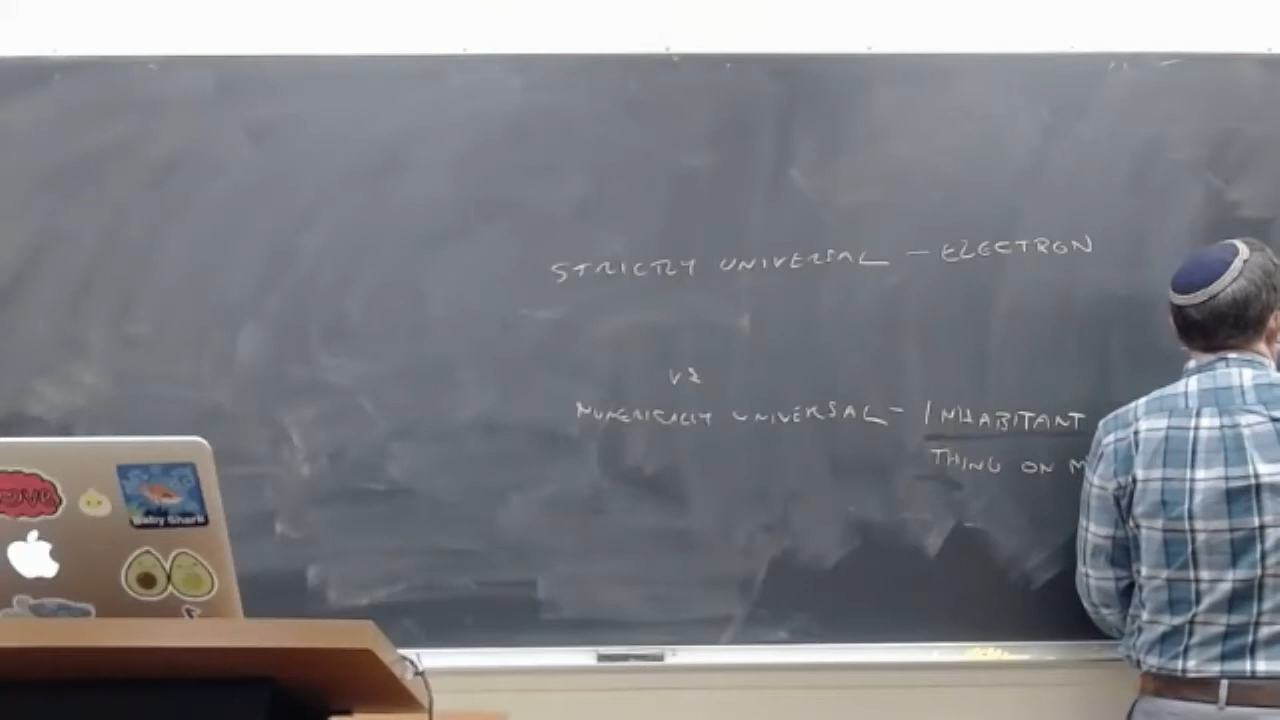 STRICTLY UNIVERSAL — ELECTRON
VS
NUMERICALLY UNIVERSAL - INHABITANT
THING ON M
Baby Shark